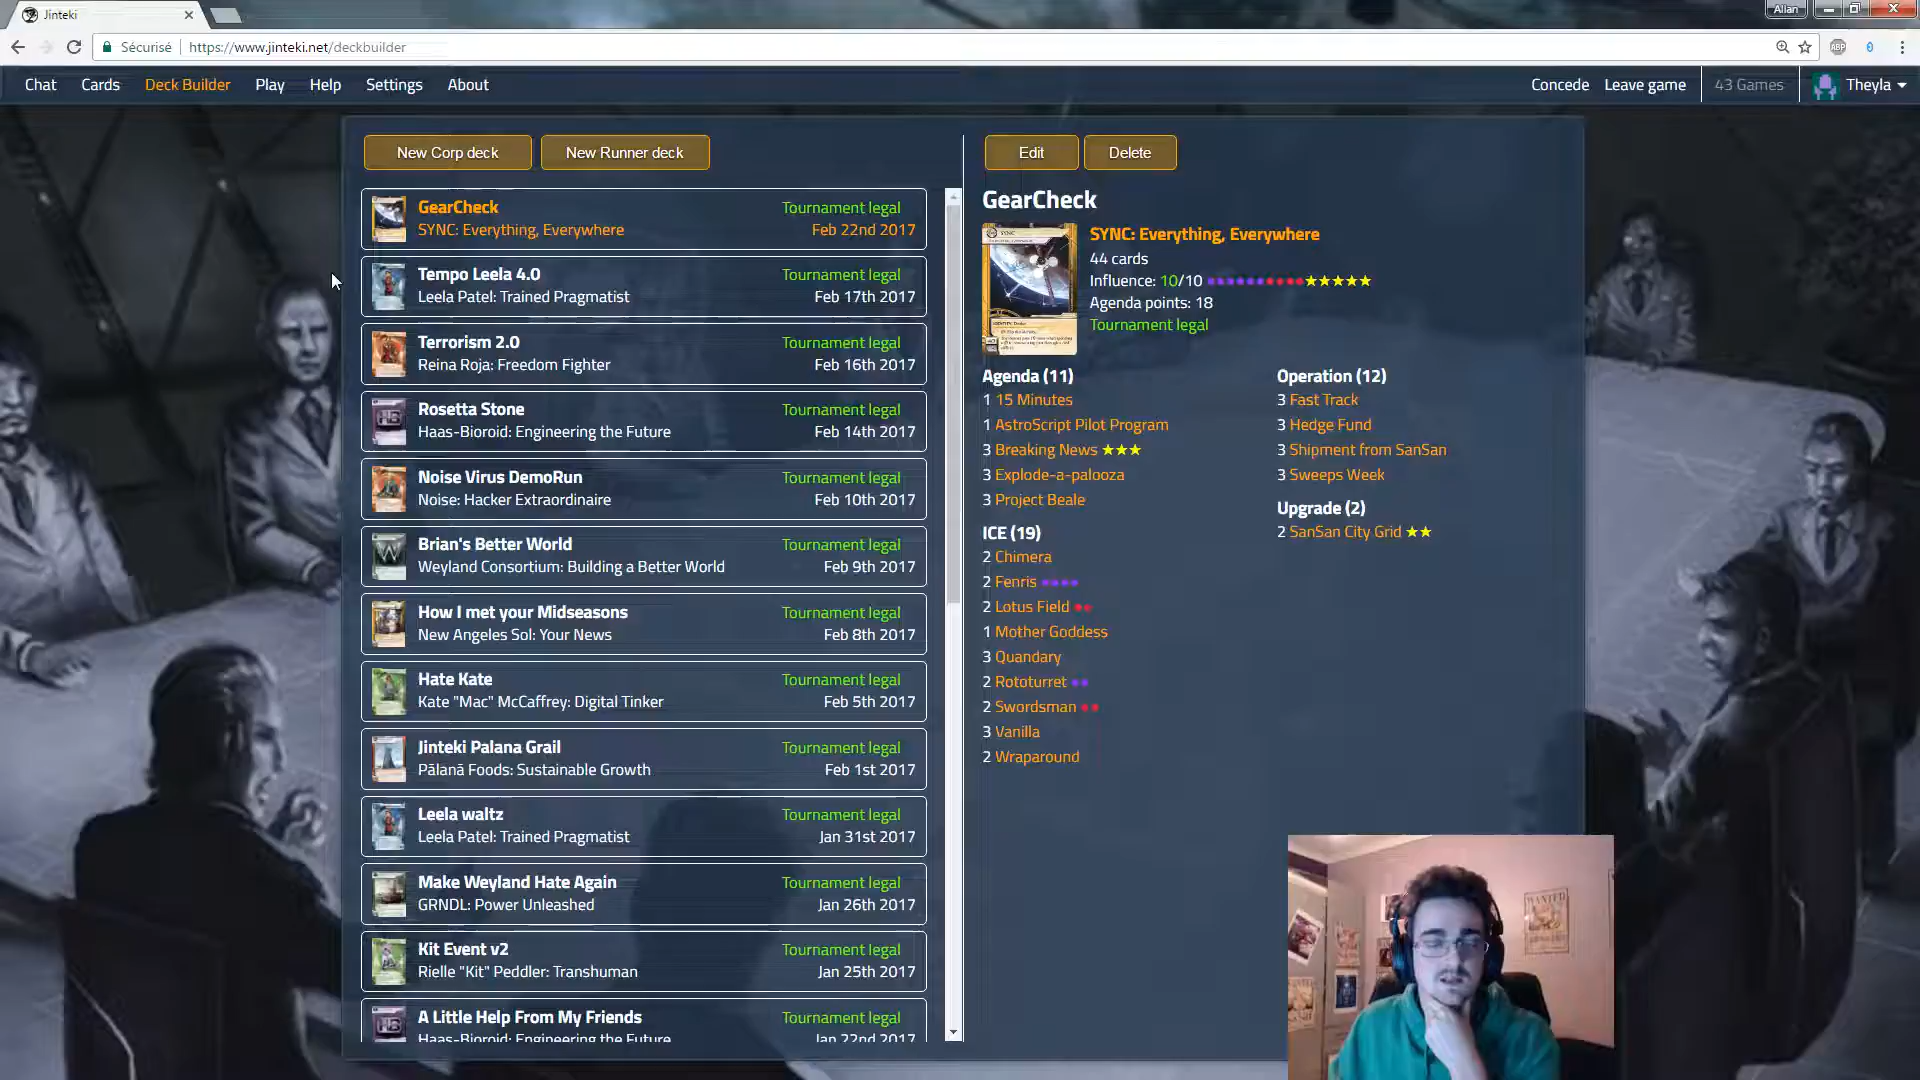 Jinteki
Allan
Sécurisé https://www.jinteki.net/deckbuilder
ABP
Chat Cards Deck Builder Play Help Settings About
Concede Leave game 43 Games Theyla
New Corp deck New Runner deck
GearCheck Tournament legal
SYNC: Everything, Everywhere Feb 22nd 2017
Tempo Leela 4.0 Tournament legal
Leela Patel: Trained Pragmatist Feb 17th 2017
Terrorism 2.0 Tournament legal
Reina Roja: Freedom Fighter Feb 16th 2017
Rosetta Stone Tournament legal
Haas-Bioroid: Engineering the Future Feb 14th 2017
Noise Virus DemoRun Tournament legal
Noise: Hacker Extraordinaire Feb 10th 2017
Brian's Better World Tournament legal
Weyland Consortium: Building a Better World Feb 9th 2017
How I met your Midseasons Tournament legal
New Angeles Sol: Your News Feb 8th 2017
Hate Kate Tournament legal
Kate "Mac" McCaffrey: Digital Tinker Feb 5th 2017
Jinteki Palana Grail Tournament legal
Pālanā Foods: Sustainable Growth Feb 1st 2017
Leela waltz Tournament legal
Leela Patel: Trained Pragmatist Jan 31st 2017
Make Weyland Hate Again Tournament legal
GRNDL: Power Unleashed Jan 26th 2017
Kit Event v2 Tournament legal
Rielle "Kit" Peddler: Transhuman Jan 25th 2017
A Little Help From My Friends Tournament legal
Haas-Bioroid: Engineering the Future Jan 22nd 2017
Edit Delete
GearCheck
SYNC: Everything, Everywhere
44 cards
Influence: 10/10 ●●●●●●●●●●★★★★★
Agenda points: 18
Tournament legal
Agenda (11)
1 15 Minutes
1 AstroScript Pilot Program
3 Breaking News ★★★
3 Explode-a-palooza
3 Project Beale
ICE (19)
2 Chimera
2 Fenris ●●●●
2 Lotus Field ●●
1 Mother Goddess
3 Quandary
2 Rototurret ●●
2 Swordsman ●●
3 Vanilla
2 Wraparound
Operation (12)
3 Fast Track
3 Hedge Fund
3 Shipment from SanSan
3 Sweeps Week
Upgrade (2)
2 SanSan City Grid ★★
WANTED